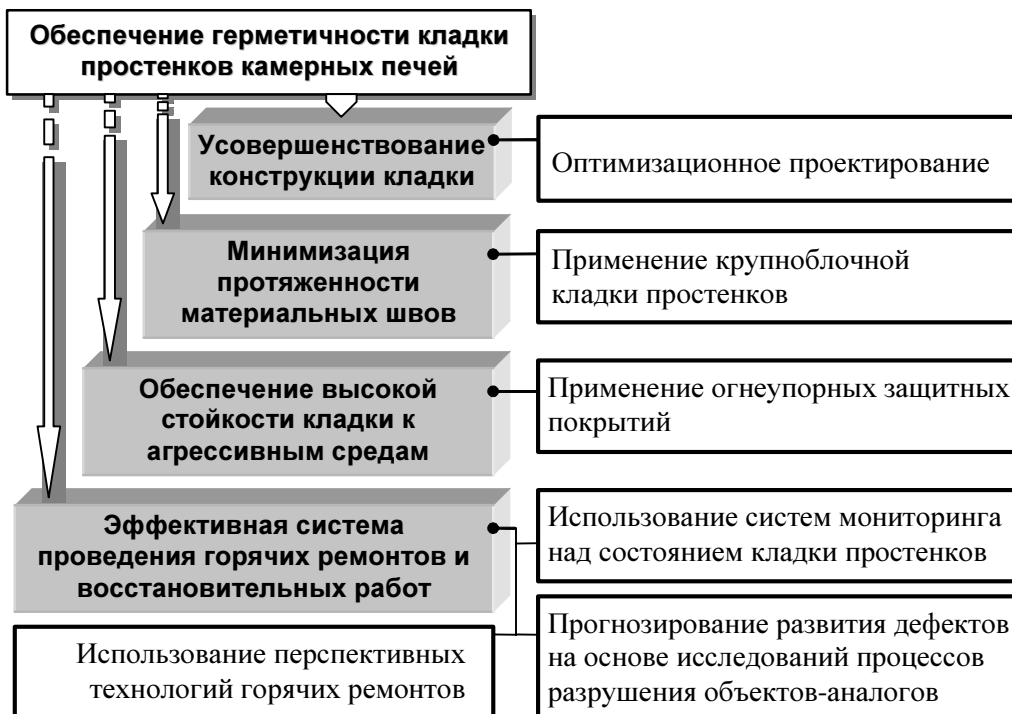 Обеспечение герметичности кладки
простенков камерных печей
Усовершенствование
конструкции кладки
Оптимизационное проектирование
Минимизация
протяженности
материальных швов
Применение крупноблочной
кладки простенков
Обеспечение высокой
стойкости кладки к
агрессивным средам
Применение огнеупорных защитных
покрытий
Эффективная система
проведения горячих ремонтов и
восстановительных работ
Использование систем мониторинга
над состоянием кладки простенков
Использование перспективных
технологий горячих ремонтов
Прогнозирование развития дефектов
на основе исследований процессов
разрушения объектов-аналогов